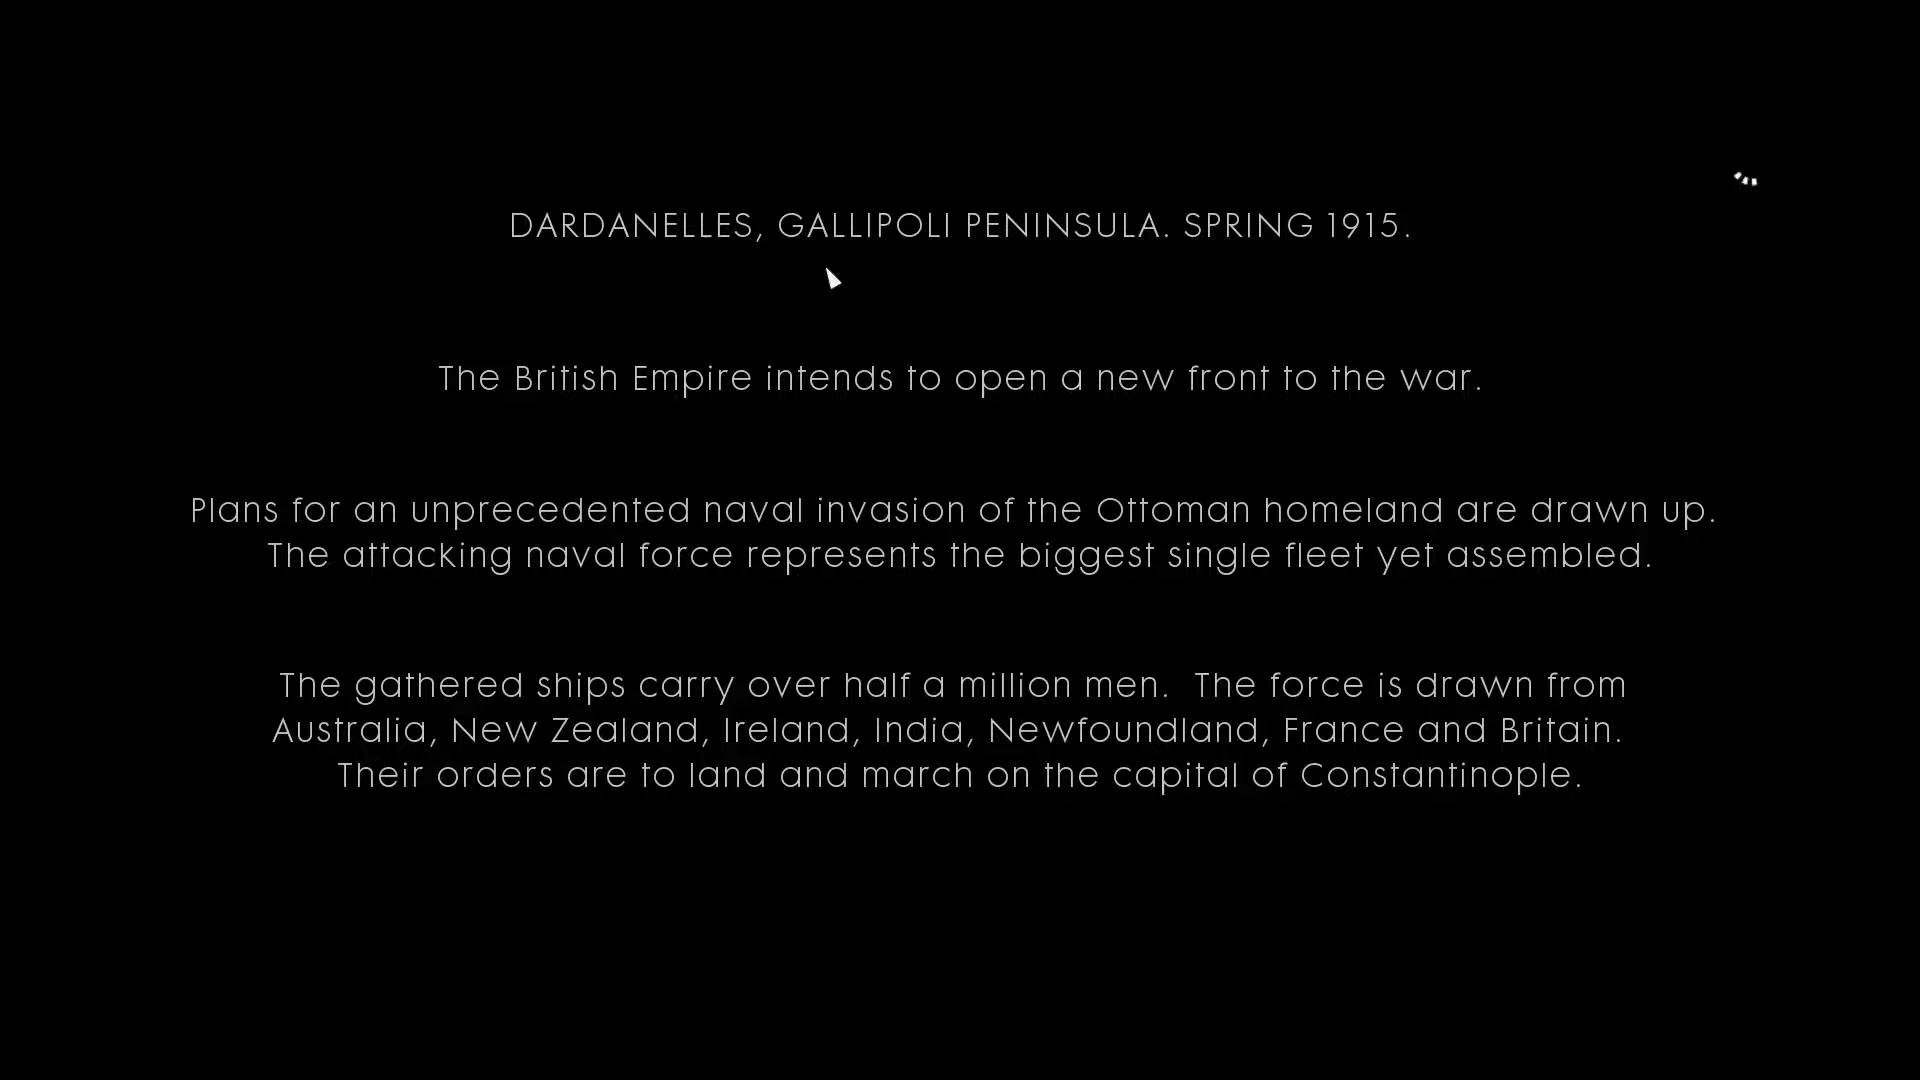 DARDANELLES, GALLIPOLI PENINSULA. SPRING 1915.
The British Empire intends to open a new front to the war.
Plans for an unprecedented naval invasion of the Ottoman homeland are drawn up.
The attacking naval force represents the biggest single fleet yet assembled.
The gathered ships carry over half a million men.  The force is drawn from
Australia, New Zealand, Ireland, India, Newfoundland, France and Britain.
Their orders are to land and march on the capital of Constantinople.